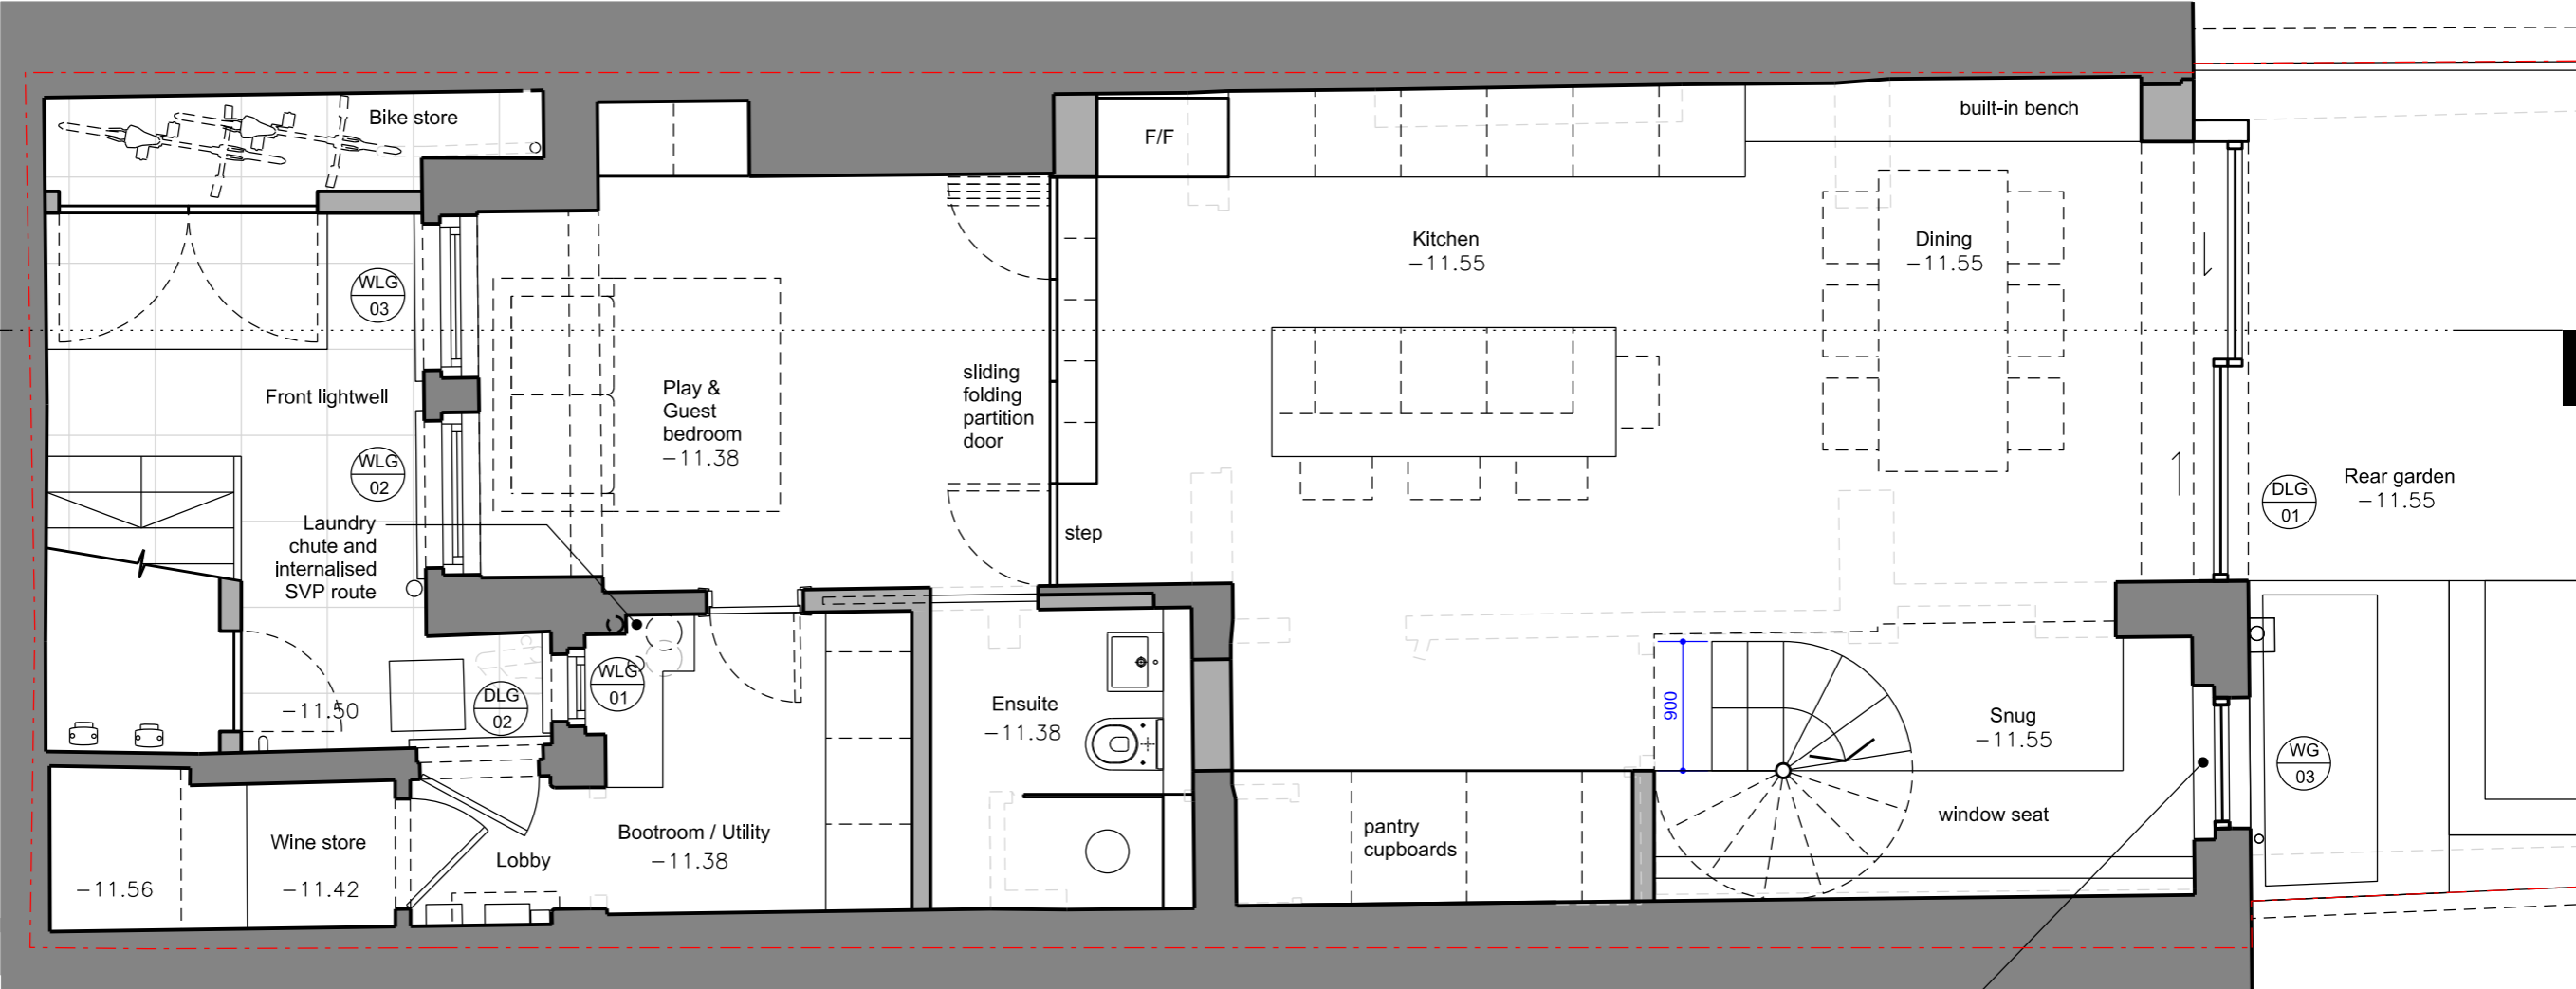 Bike store
F/F
built-in bench
WLG
03
Kitchen
-11.55
Dining
-11.55
Front lightwell
Play &
Guest
bedroom
-11.38
sliding
folding
partition
door
WLG
02
Rear garden
-11.55
DLG
01
Laundry
chute and
internalised
SVP route
step
WLG
01
DLG
02
-11.50
Ensuite
-11.38
900
Snug
-11.55
WG
03
Wine store
-11.56
-11.42
Lobby
Bootroom / Utility
-11.38
pantry
cupboards
window seat